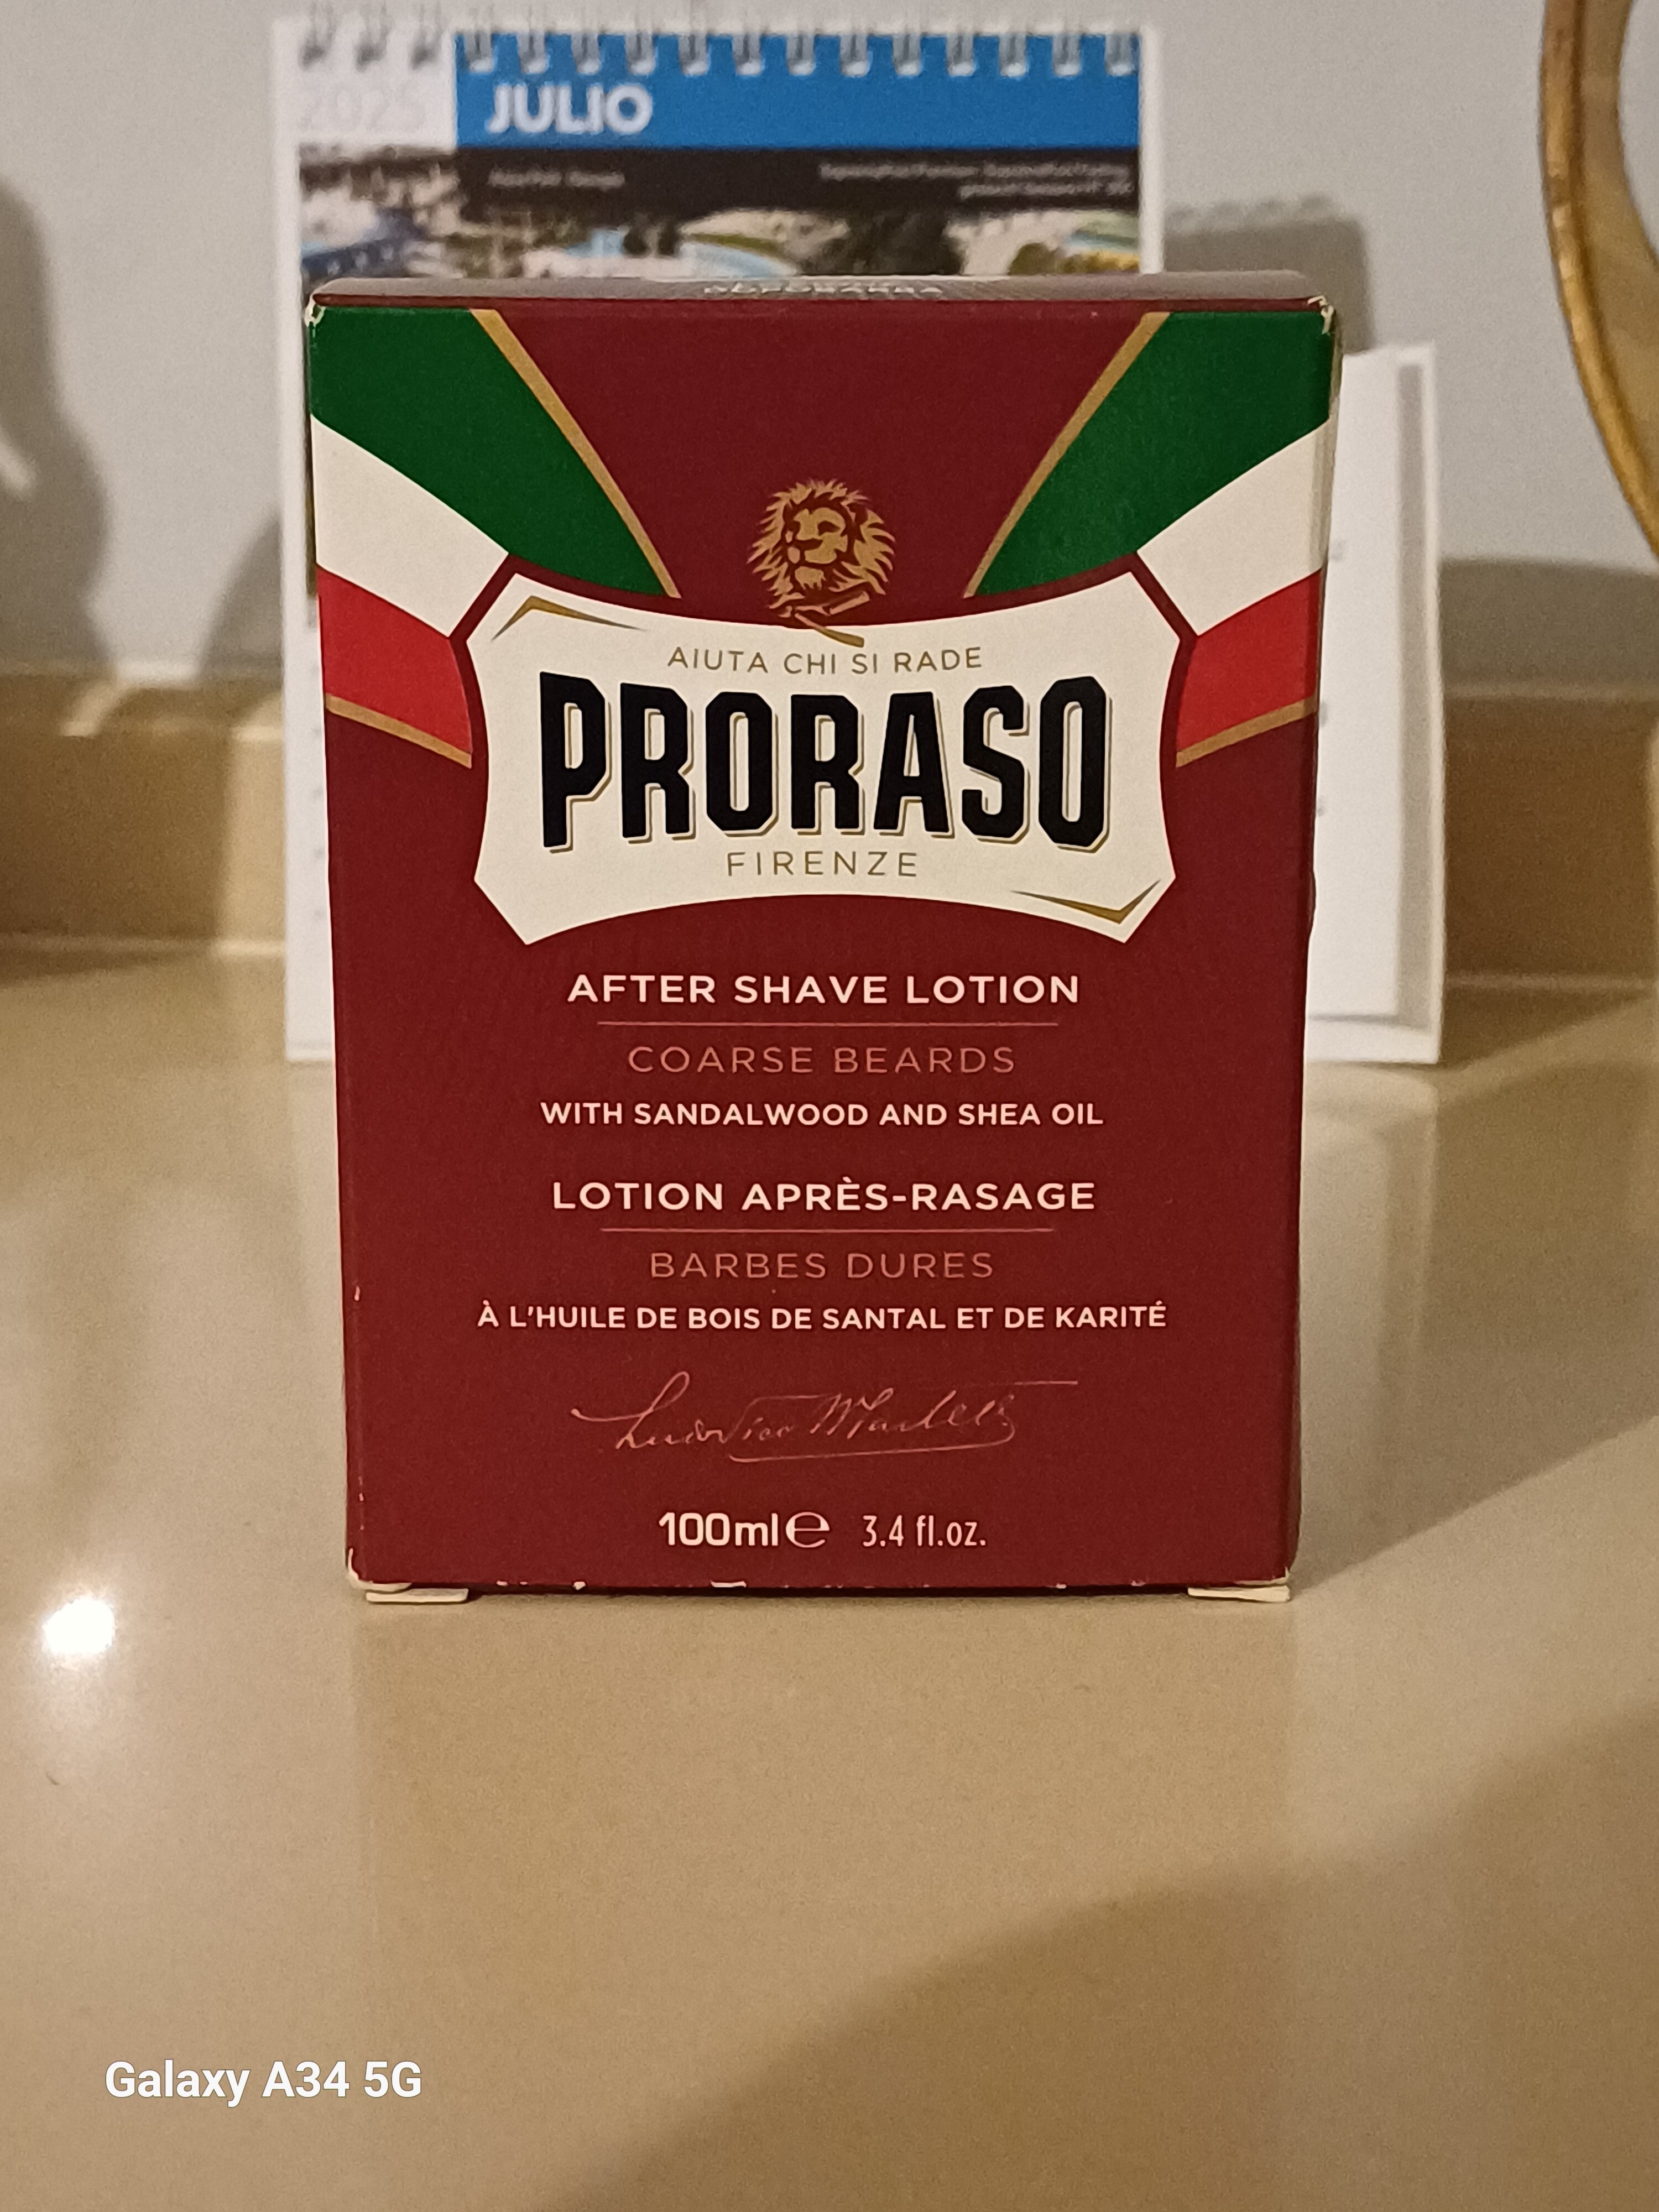 2025
JULIO
AIUTA CHI SI RADE
PRORASO
FIRENZE
AFTER SHAVE LOTION
COARSE BEARDS
WITH SANDALWOOD AND SHEA OIL
LOTION APRÈS-RASAGE
BARBES DURES
À L'HUILE DE BOIS DE SANTAL ET DE KARITÉ
100ml ℮ 3.4 fl.oz.
Galaxy A34 5G